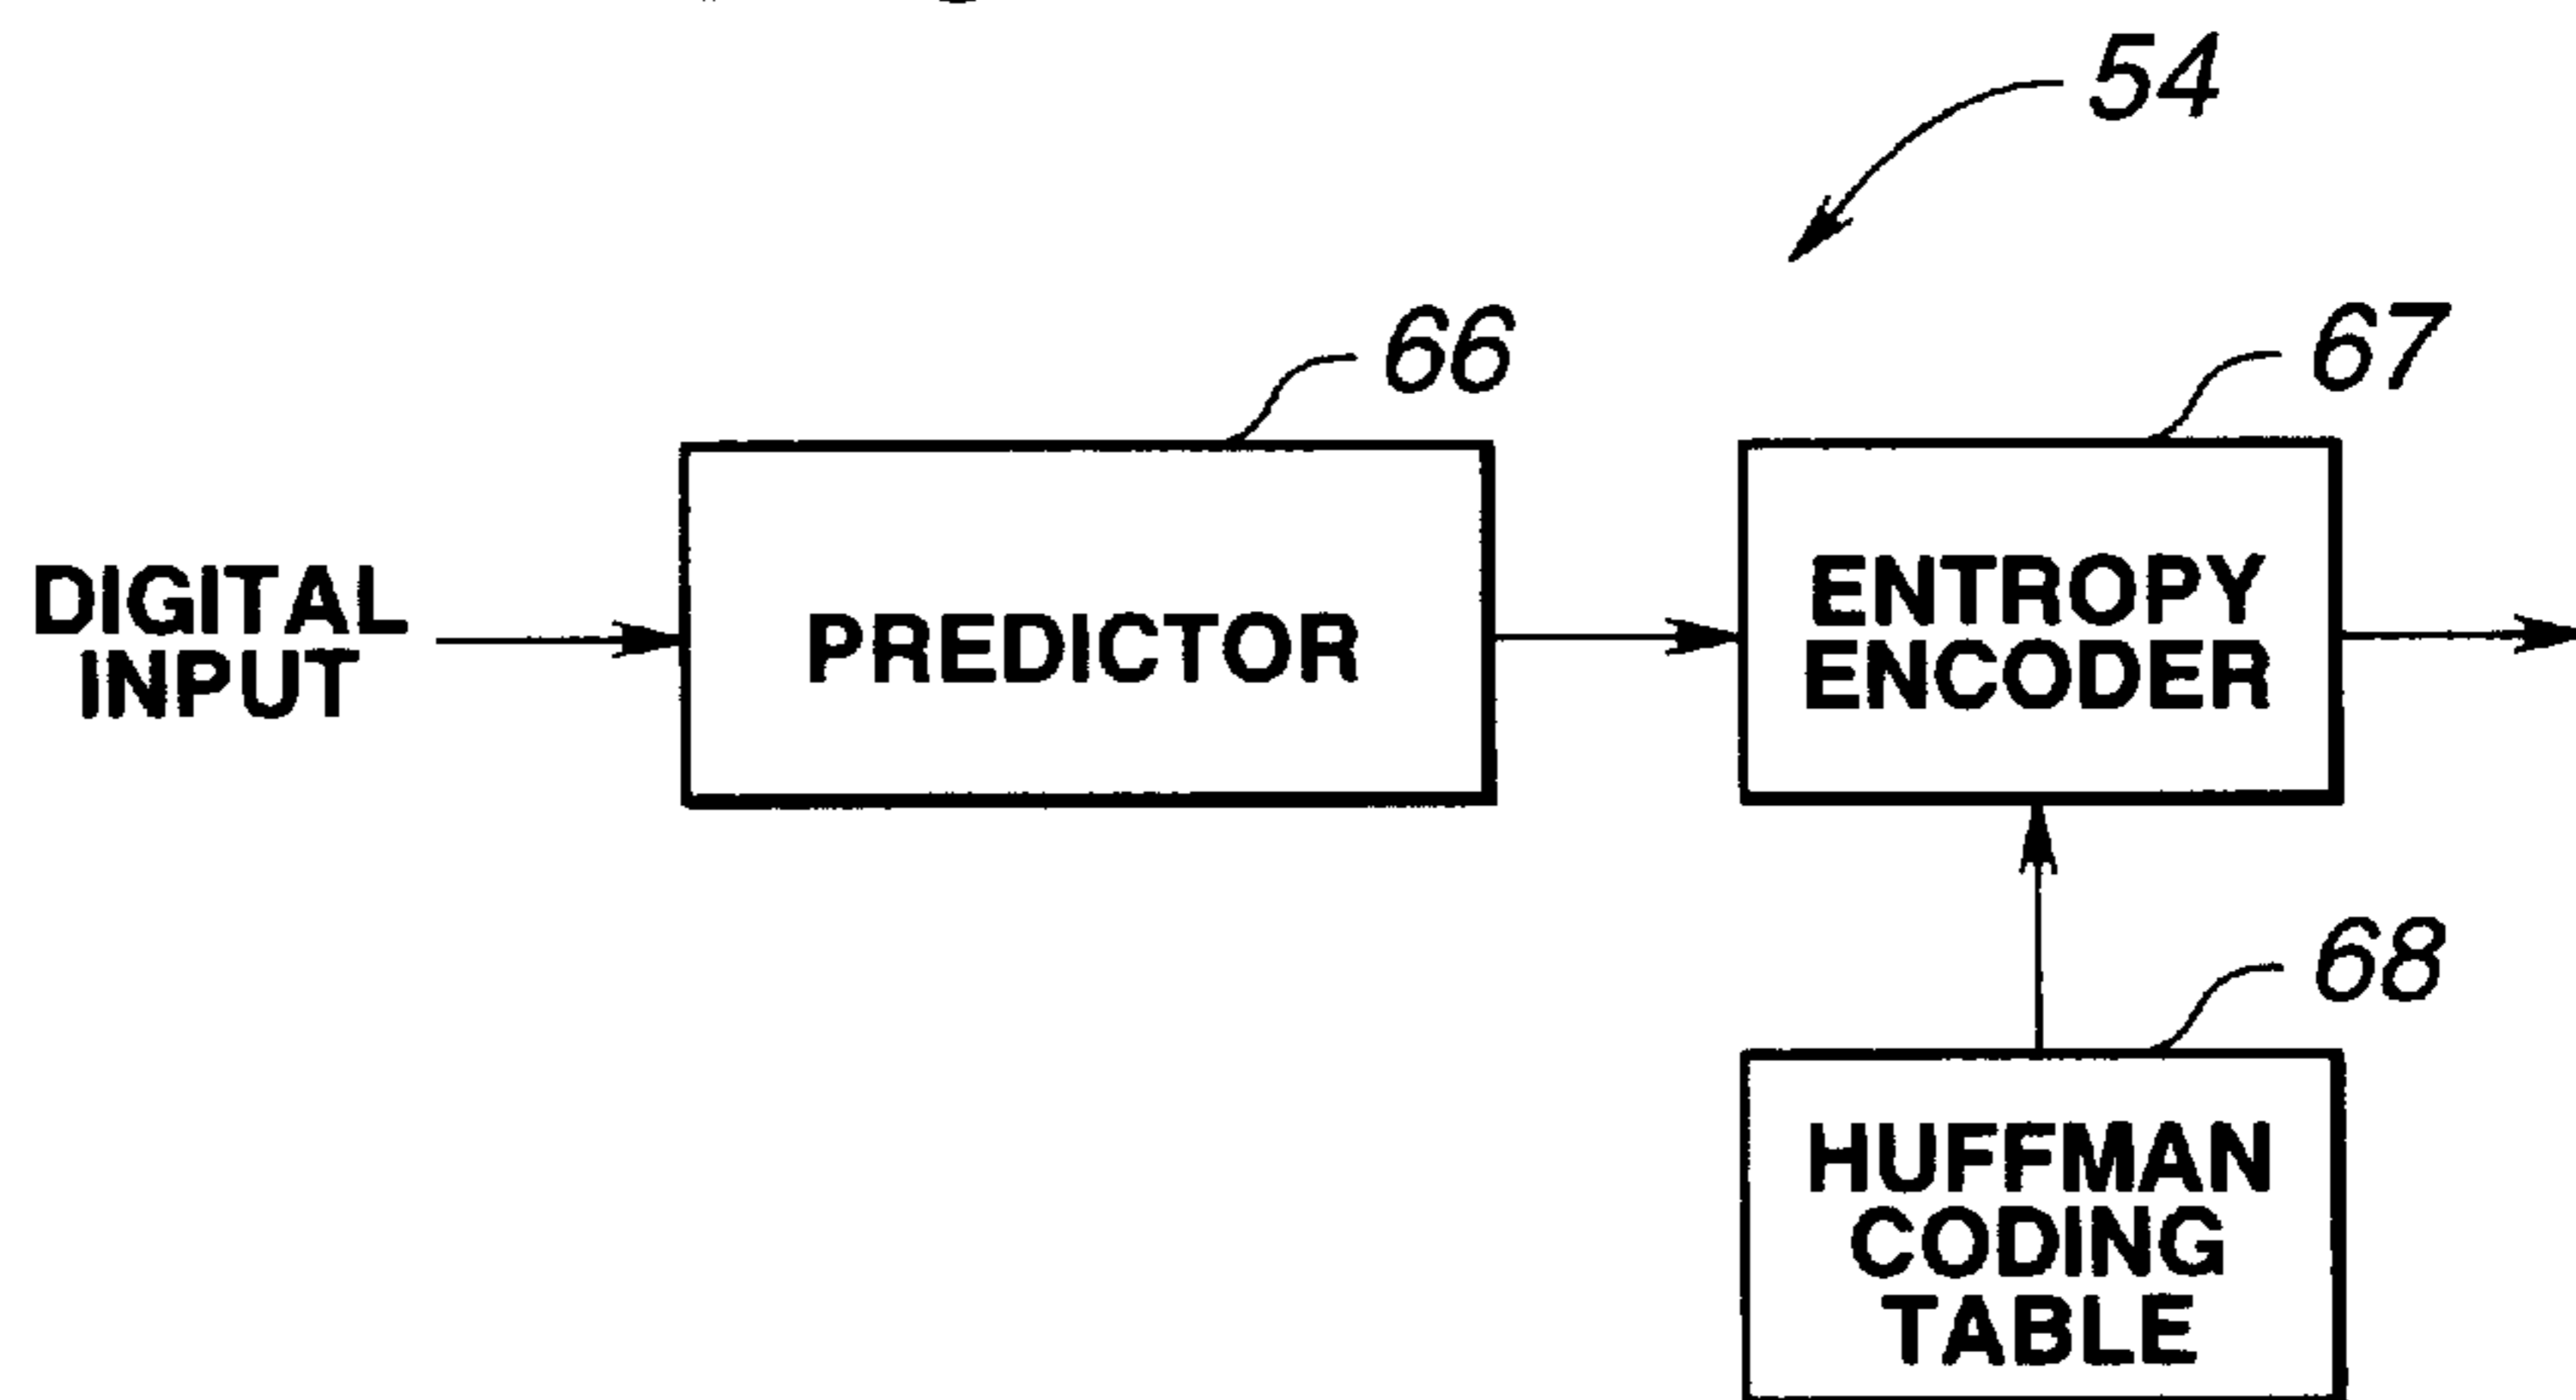 54
66
67
DIGITAL
INPUT
PREDICTOR
ENTROPY
ENCODER
68
HUFFMAN
CODING
TABLE